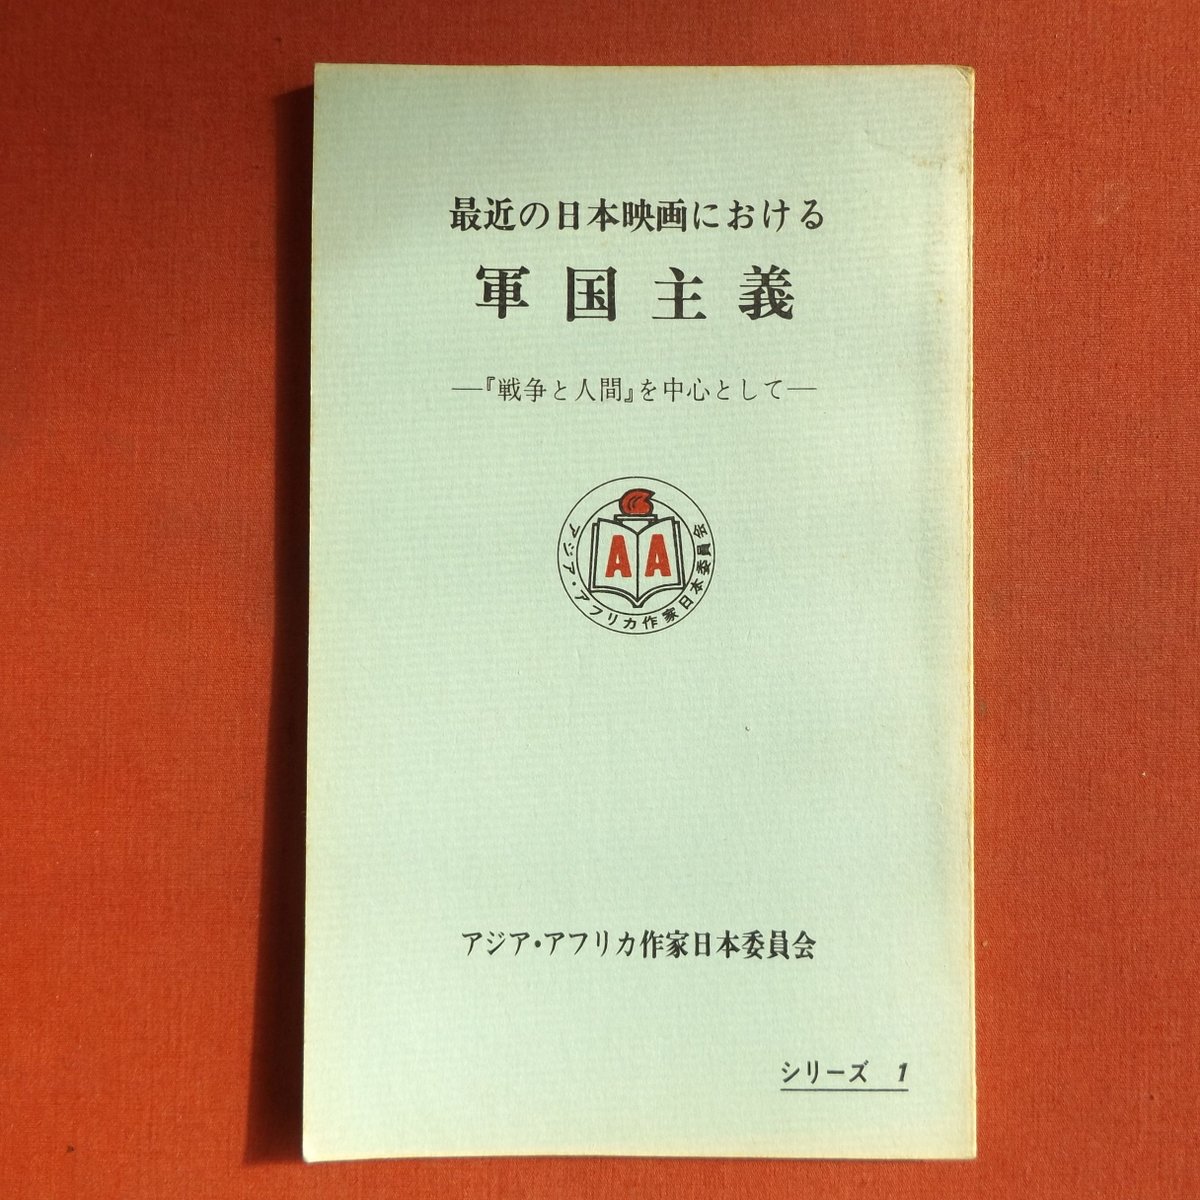 最近の日本映画における
軍国主義
―『戦争と人間』を中心として―
AA
アジア・アフリカ作家日本委員会
アジア・アフリカ作家日本委員会
シリーズ 1